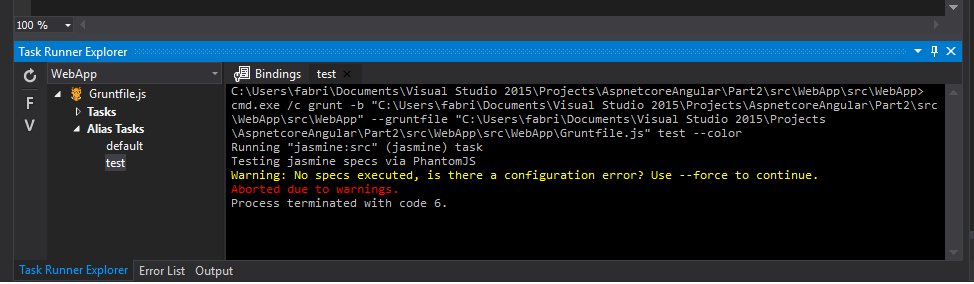 100 %
Task Runner Explorer
WebApp
Bindings test
Gruntfile.js
Tasks
Alias Tasks
default
test
F
V
C:\Users\fabri\Documents\Visual Studio 2015\Projects\AspnetcoreAngular\Part2\src\WebApp\src\WebApp>
cmd.exe /c grunt -b "C:\Users\fabri\Documents\Visual Studio 2015\Projects\AspnetcoreAngular\Part2\src
\WebApp\src\WebApp" --gruntfile "C:\Users\fabri\Documents\Visual Studio 2015\Projects
\AspnetcoreAngular\Part2\src\WebApp\src\WebApp\Gruntfile.js" test --color
Running "jasmine:src" (jasmine) task
Testing jasmine specs via PhantomJS
Warning: No specs executed, is there a configuration error? Use --force to continue.
Aborted due to warnings.
Process terminated with code 6.
Task Runner Explorer Error List Output